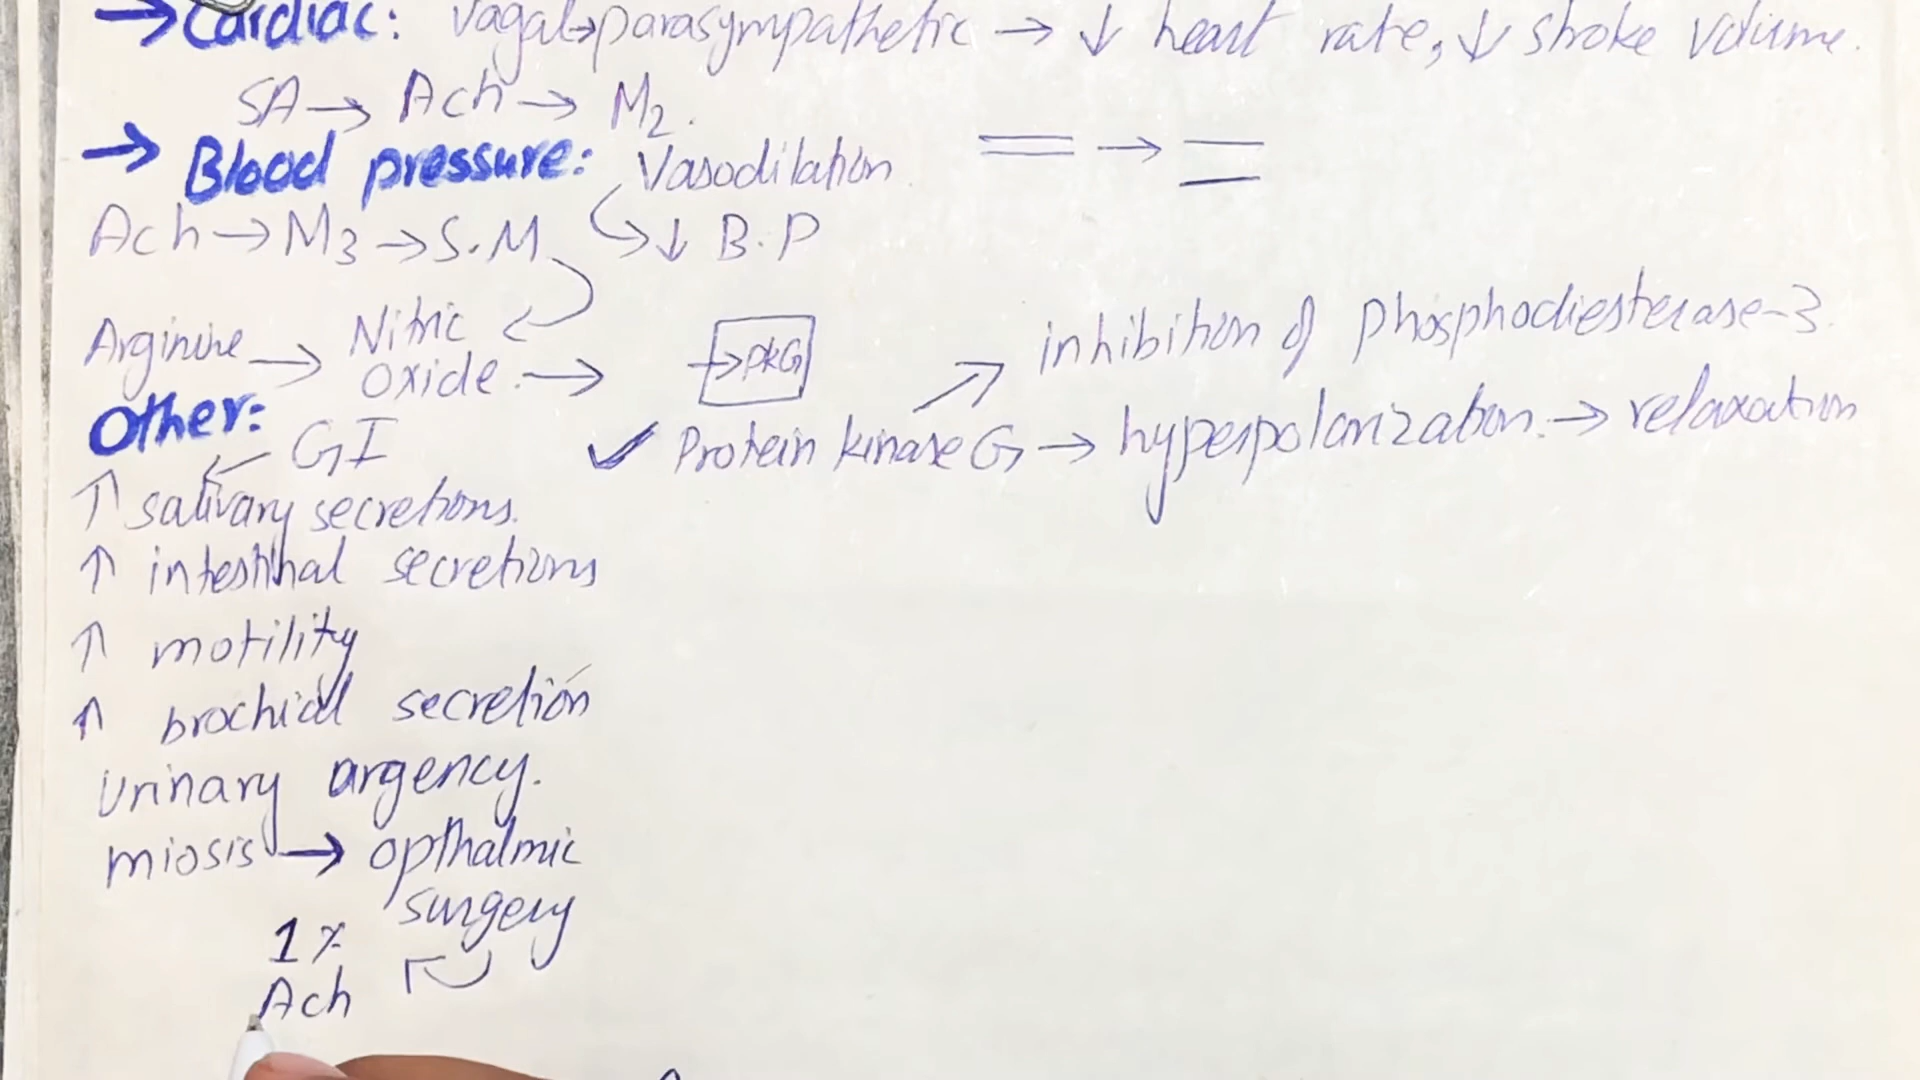 →Cardiac: vagal→parasympathetic → ↓ heart rate, ↓ stroke volume.
SA → Ach → M2.
→ Blood pressure: Vasodilation
→
Ach → M3 → S.M
↓ B.P
Arginine → Nitric oxide. →
→PKG
inhibition of phosphodiesterase-3.
✓ Protein kinase G → hyperpolarization. → relaxation
Other:
GI
↑ salivary secretions.
↑ intestinal secretions
↑ motility
↑ brochial secretion
Urinary argency.
miosis → opthalmic
surgery
1%
Ach